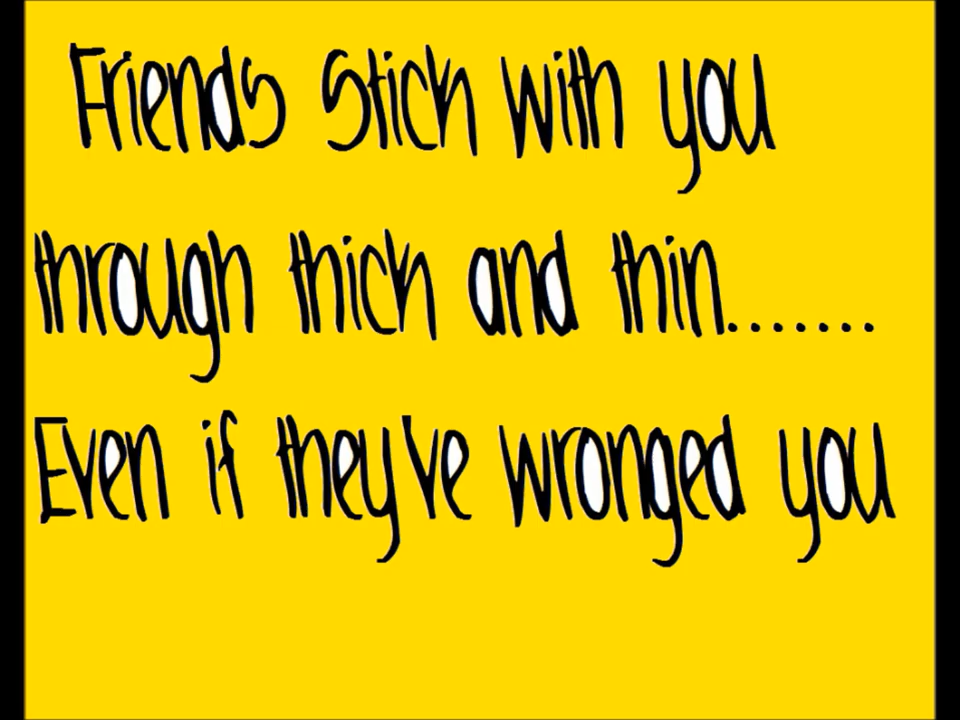 Friends Stick with you
through thick and thin.......
Even if they've wronged you